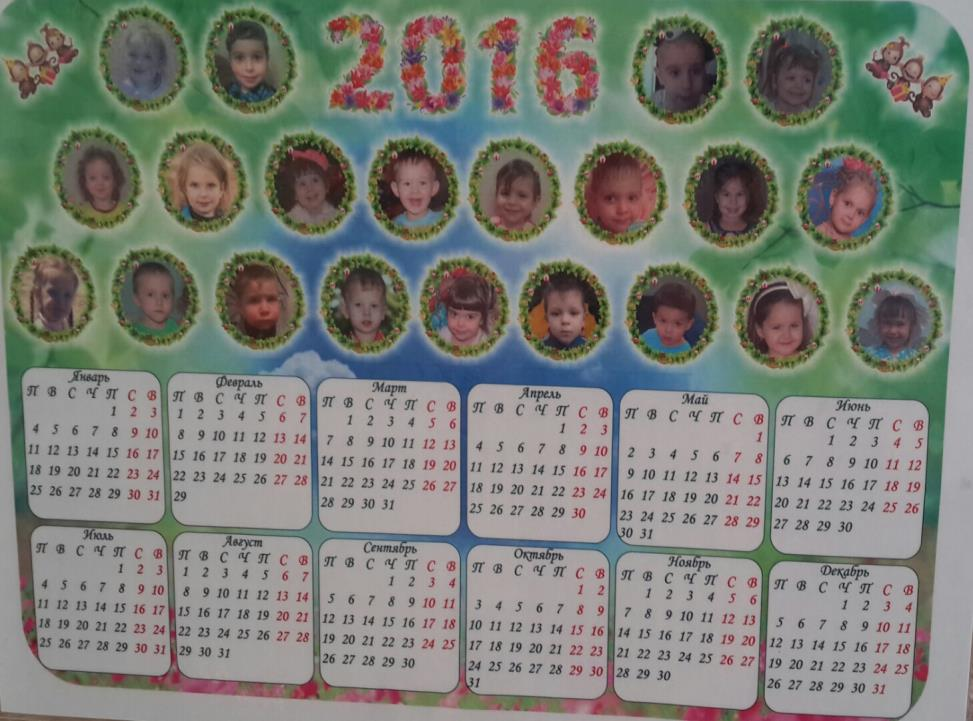 2016
Январь
П В С Ч П С В
1 2 3
4 5 6 7 8 9 10
11 12 13 14 15 16 17
18 19 20 21 22 23 24
25 26 27 28 29 30 31
Февраль
П В С Ч П С В
1 2 3 4 5 6 7
8 9 10 11 12 13 14
15 16 17 18 19 20 21
22 23 24 25 26 27 28
29
Март
П В С Ч П С В
1 2 3 4 5 6
7 8 9 10 11 12 13
14 15 16 17 18 19 20
21 22 23 24 25 26 27
28 29 30 31
Апрель
П В С Ч П С В
1 2 3
4 5 6 7 8 9 10
11 12 13 14 15 16 17
18 19 20 21 22 23 24
25 26 27 28 29 30
Май
П В С Ч П С В
1
2 3 4 5 6 7 8
9 10 11 12 13 14 15
16 17 18 19 20 21 22
23 24 25 26 27 28 29
30 31
Июнь
П В С Ч П С В
1 2 3 4 5
6 7 8 9 10 11 12
13 14 15 16 17 18 19
20 21 22 23 24 25 26
27 28 29 30
Июль
П В С Ч П С В
1 2 3
4 5 6 7 8 9 10
11 12 13 14 15 16 17
18 19 20 21 22 23 24
25 26 27 28 29 30 31
Август
П В С Ч П С В
1 2 3 4 5 6 7
8 9 10 11 12 13 14
15 16 17 18 19 20 21
22 23 24 25 26 27 28
29 30 31
Сентябрь
П В С Ч П С В
1 2 3 4
5 6 7 8 9 10 11
12 13 14 15 16 17 18
19 20 21 22 23 24 25
26 27 28 29 30
Октябрь
П В С Ч П С В
1 2
3 4 5 6 7 8 9
10 11 12 13 14 15 16
17 18 19 20 21 22 23
24 25 26 27 28 29 30
31
Ноябрь
П В С Ч П С В
1 2 3 4 5 6
7 8 9 10 11 12 13
14 15 16 17 18 19 20
21 22 23 24 25 26 27
28 29 30
Декабрь
П В С Ч П С В
1 2 3 4
5 6 7 8 9 10 11
12 13 14 15 16 17 18
19 20 21 22 23 24 25
26 27 28 29 30 31